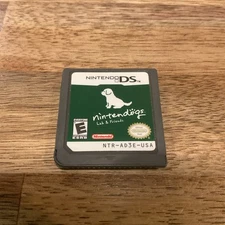 NINTENDO DS
nintendogs
Lab & Friends
E
Nintendo
NTR-AD3E-USA